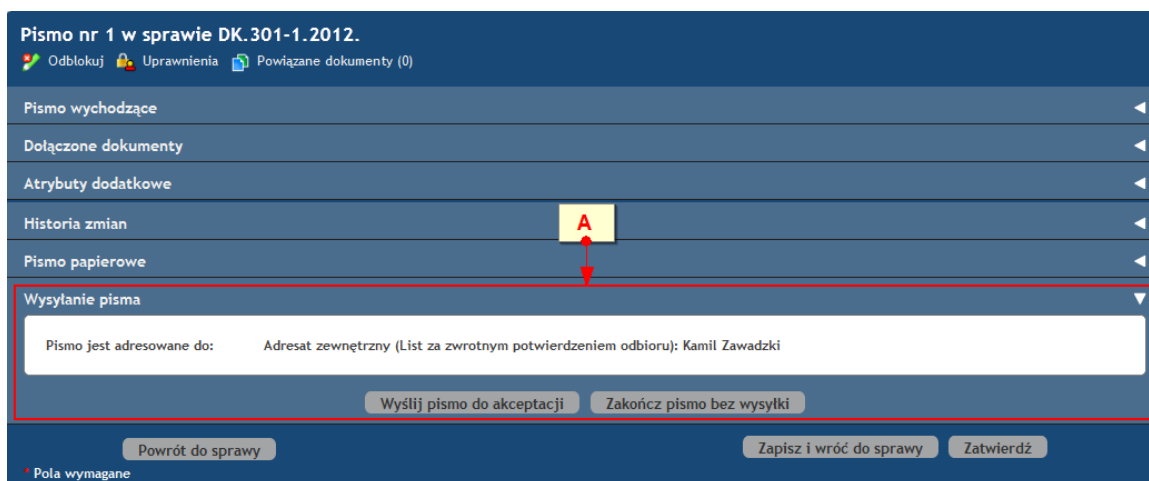 Pismo nr 1 w sprawie DK.301-1.2012.
Odblokuj Uprawnienia Powiązane dokumenty (0)
Pismo wychodzące
Dołączone dokumenty
Atrybuty dodatkowe
Historia zmian
A
Pismo papierowe
Wysyłanie pisma
Pismo jest adresowane do: Adresat zewnętrzny (List za zwrotnym potwierdzeniem odbioru): Kamil Zawadzki
Wyślij pismo do akceptacji Zakończ pismo bez wysyłki
Powrót do sprawy Zapisz i wróć do sprawy Zatwierdź
* Pola wymagane